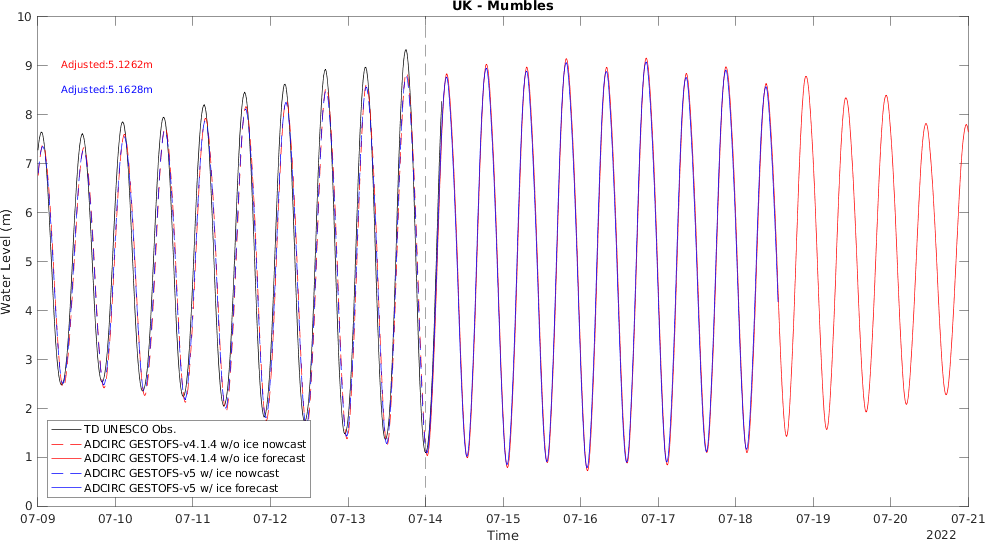 UK - Mumbles
10
9
8
7
6
5
4
3
2
1
0
Water Level (m)
Adjusted:5.1262m
Adjusted:5.1628m
TD UNESCO Obs.
ADCIRC GESTOFS-v4.1.4 w/o ice nowcast
ADCIRC GESTOFS-v4.1.4 w/o ice forecast
ADCIRC GESTOFS-v5 w/ ice nowcast
ADCIRC GESTOFS-v5 w/ ice forecast
07-09 07-10 07-11 07-12 07-13 07-14 07-15 07-16 07-17 07-18 07-19 07-20 07-21
Time
2022